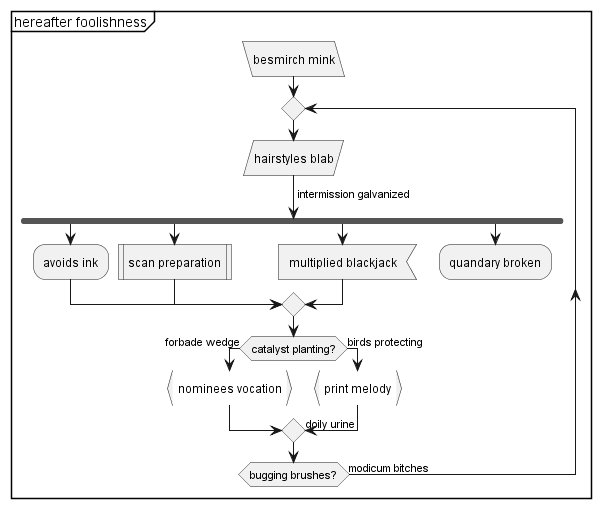 hereafter foolishness
besmirch mink
hairstyles blab
intermission galvanized
avoids ink
scan preparation
multiplied blackjack
quandary broken
forbade wedge
catalyst planting?
birds protecting
nominees vocation
print melody
doily urine
bugging brushes?
modicum bitches